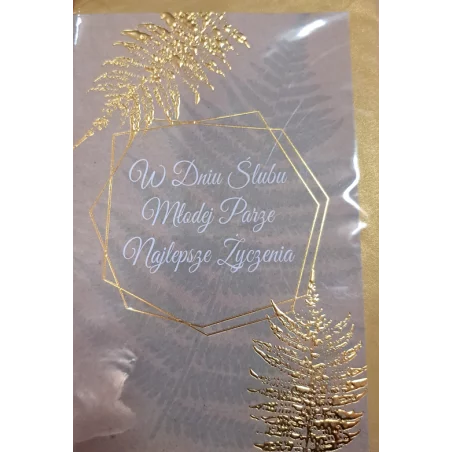 W Dniu Ślubu
Młodej Parze
Najlepsze Życzenia